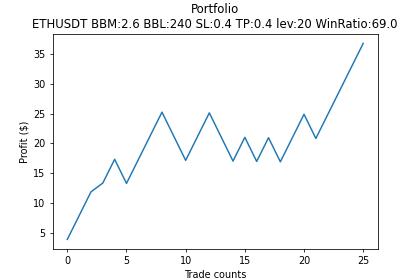 Portfolio
ETHUSDT BBM:2.6 BBL:240 SL:0.4 TP:0.4 lev:20 WinRatio:69.0
Profit ($)
35
30
25
20
15
10
5
0 5 10 15 20 25
Trade counts